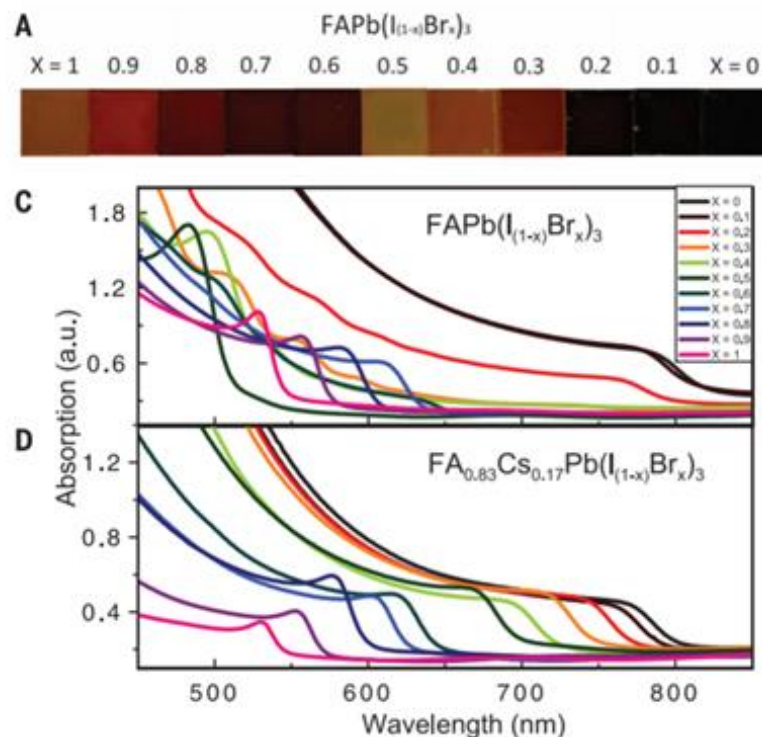 A
FAPb(I(1-x)Brx)3
X = 1 0.9 0.8 0.7 0.6 0.5 0.4 0.3 0.2 0.1 X= 0
C
FAPb(I(1-x)Brx)3
X = 0
X = 0.1
X = 0.2
X = 0.3
X = 0.4
X = 0.5
X = 0.6
X = 0.7
X = 0.8
X = 0.9
X = 1
1.8
1.2
0.6
Absorption (a.u.)
D
FA0.83Cs0.17Pb(I(1-x)Brx)3
1.2
0.8
0.4
500 600 700 800
Wavelength (nm)